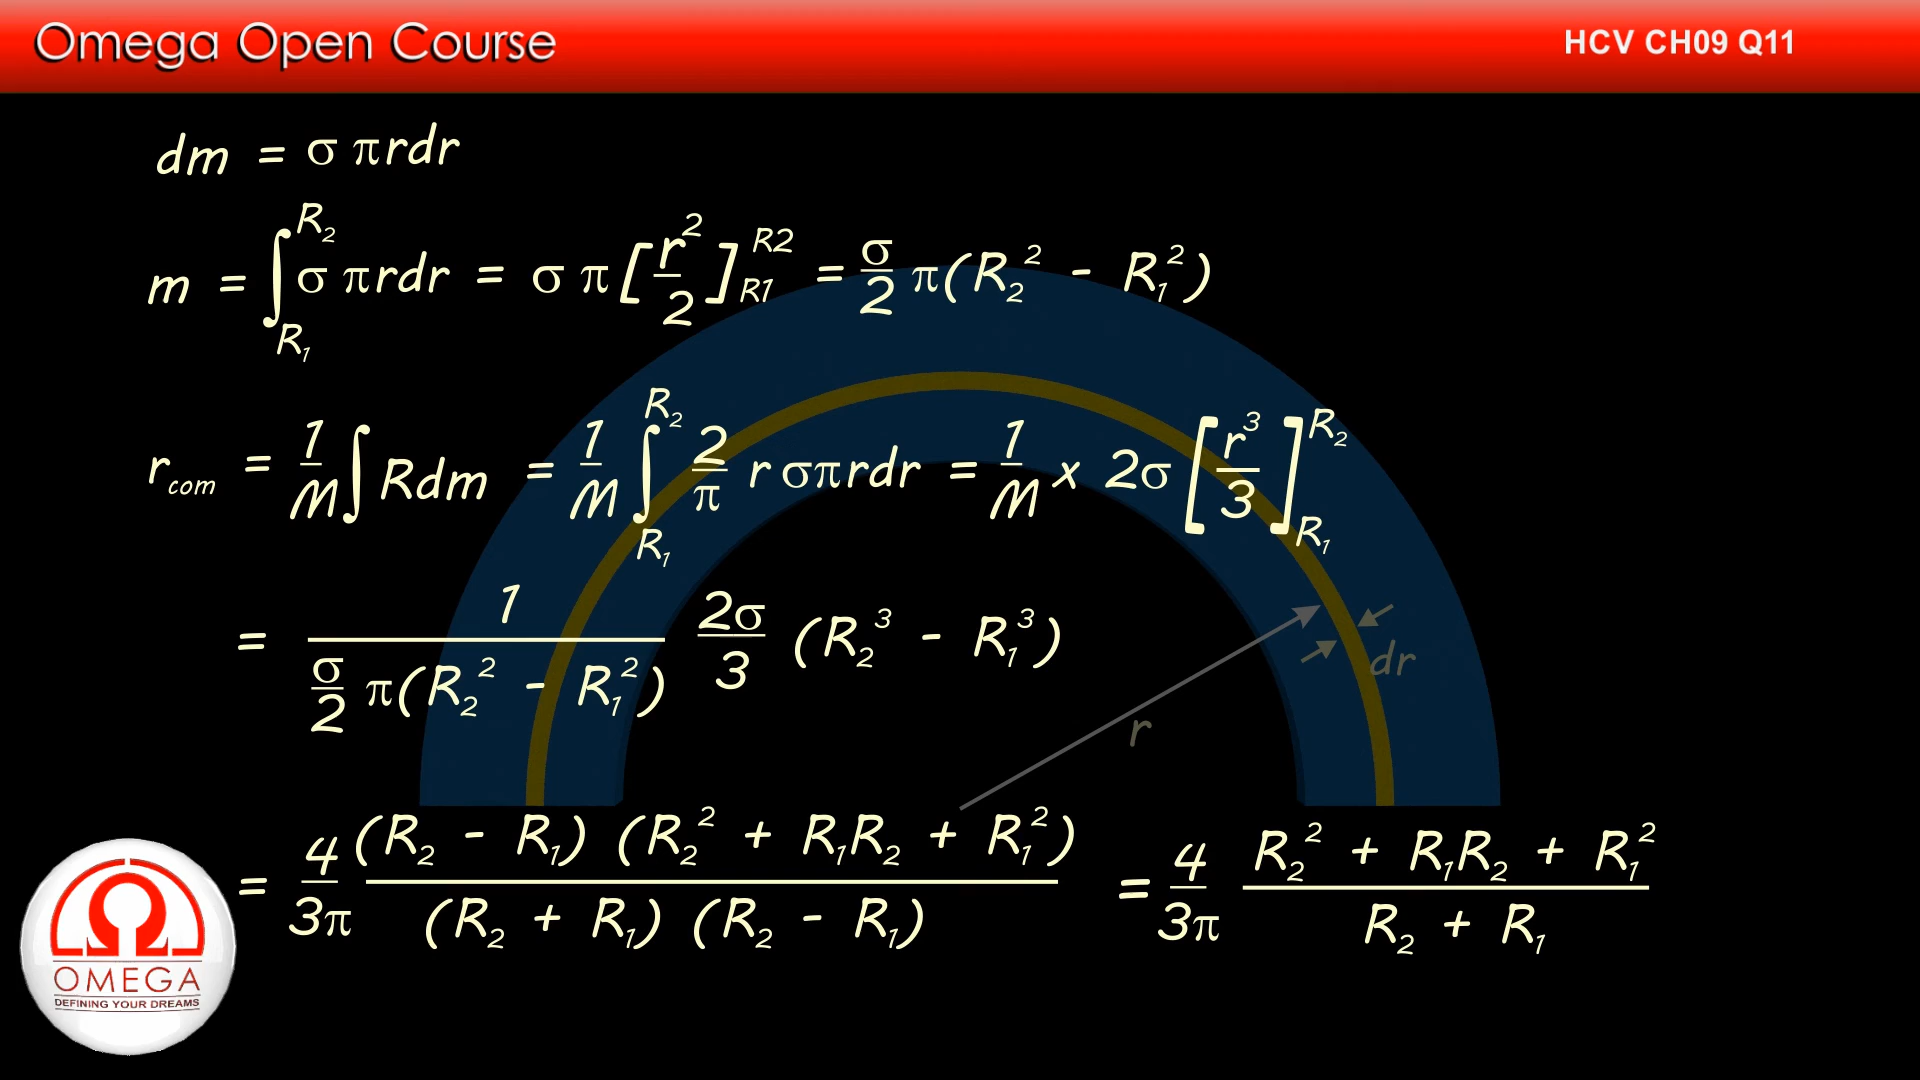 Omega Open Course
HCV CH09 Q11
dm = σ πrdr
m = ∫_{R₁}^{R₂} σ πrdr = σ π[r²/2]_{R1}^{R2} = σ/2 π(R₂² - R₁²)
r_com = 1/M ∫ Rdm = 1/M ∫_{R₁}^{R₂} 2/π r σπrdr = 1/M x 2σ [r³/3]_{R₁}^{R₂}
= 1/(σ/2 π(R₂² - R₁²)) 2σ/3 (R₂³ - R₁³)
dr
r
= 4/3π (R₂ - R₁) (R₂² + R₁R₂ + R₁²)/(R₂ + R₁) (R₂ - R₁) = 4/3π (R₂² + R₁R₂ + R₁²)/(R₂ + R₁)
OMEGA
DEFINING YOUR DREAMS